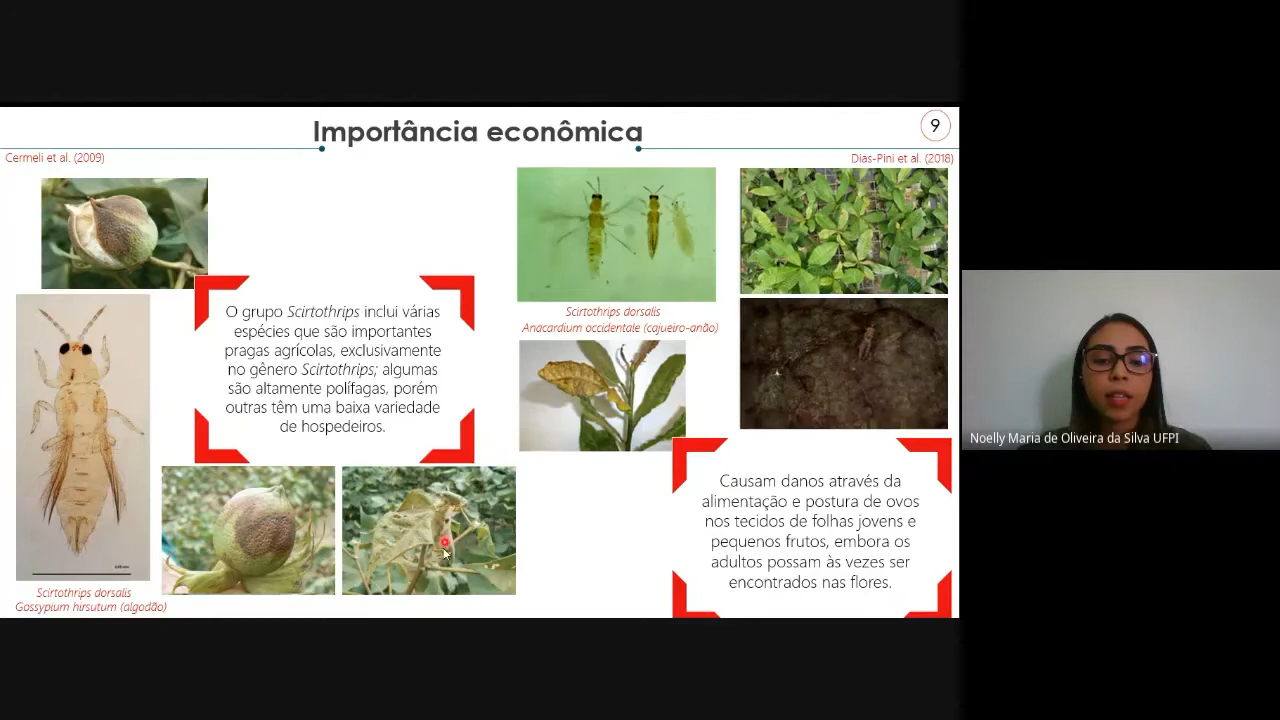 Importância econômica
9
Cermeli et al. (2009)
Dias-Pini et al. (2018)
O grupo Scirtothrips inclui várias
espécies que são importantes
pragas agrícolas, exclusivamente
no gênero Scirtothrips; algumas
são altamente polífagas, porém
outras têm uma baixa variedade
de hospedeiros.
Scirtothrips dorsalis
Anacardium occidentale (cajueiro-anão)
Causam danos através da
alimentação e postura de ovos
nos tecidos de folhas jovens e
pequenos frutos, embora os
adultos possam às vezes ser
encontrados nas flores.
Scirtothrips dorsalis
Gossypium hirsutum (algodão)
Noelly Maria de Oliveira da Silva UFPI